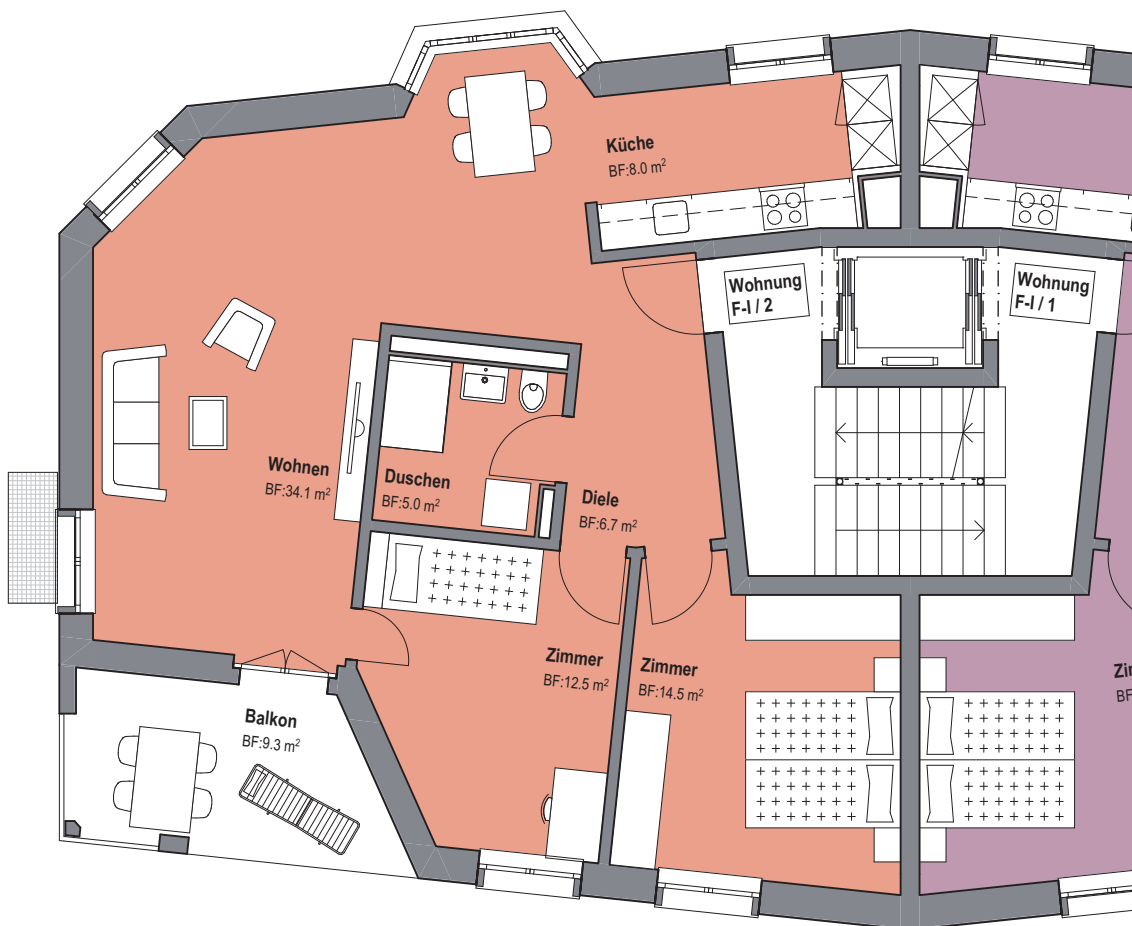 Küche
BF:8.0 m²
Wohnung
F-I / 2
Wohnung
F-I / 1
Wohnen
BF:34.1 m²
Duschen
BF:5.0 m²
Diele
BF:6.7 m²
Zimmer
BF:12.5 m²
Zimmer
BF:14.5 m²
Balkon
BF:9.3 m²
BF